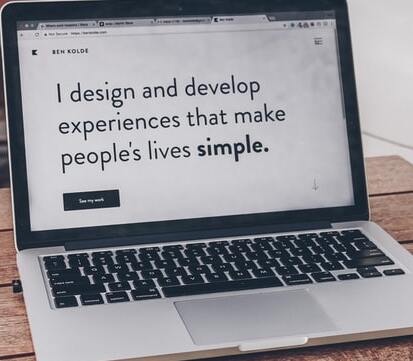 BEN KOLDE
I design and develop
experiences that make
people's lives simple.
See my work